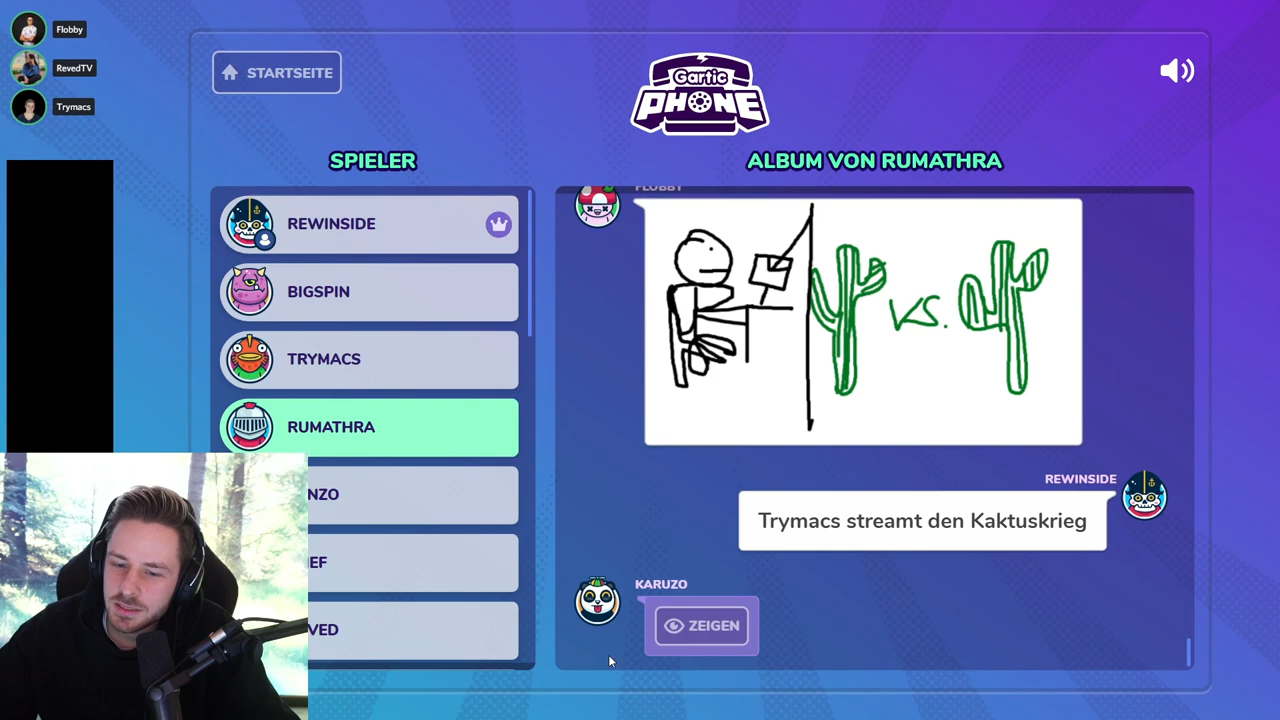 Flobby
RevedTV
Trymacs
STARTSEITE
Gartic
PHONE
SPIELER
ALBUM VON RUMATHRA
REWINSIDE
BIGSPIN
TRYMACS
RUMATHRA
NZO
EF
VED
FLOBBY
VS.
REWINSIDE
Trymacs streamt den Kaktuskrieg
KARUZO
ZEIGEN